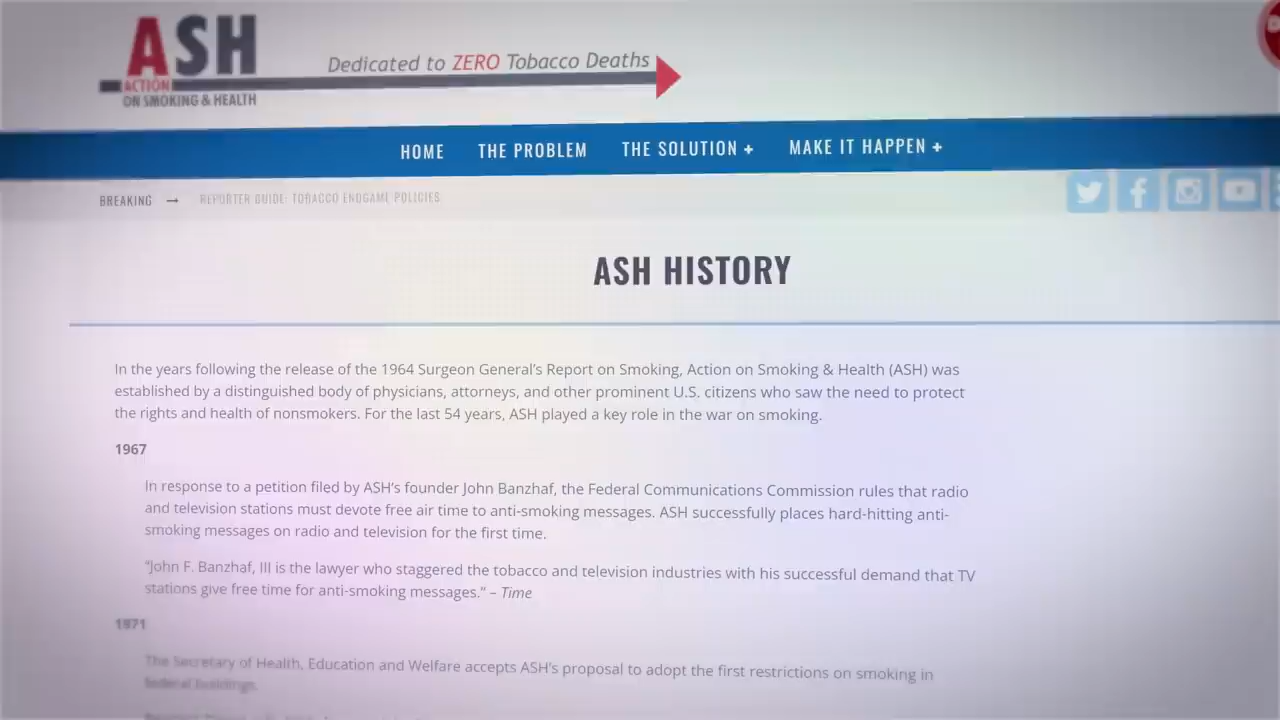 ASH
ACTION
ON SMOKING & HEALTH
Dedicated to ZERO Tobacco Deaths
HOME THE PROBLEM THE SOLUTION + MAKE IT HAPPEN +
BREAKING → REPORTER GUIDE: TOBACCO ENDGAME POLICIES
ASH HISTORY
In the years following the release of the 1964 Surgeon General's Report on Smoking, Action on Smoking & Health (ASH) was
established by a distinguished body of physicians, attorneys, and other prominent U.S. citizens who saw the need to protect
the rights and health of nonsmokers. For the last 54 years, ASH played a key role in the war on smoking.
1967
In response to a petition filed by ASH's founder John Banzhaf, the Federal Communications Commission rules that radio
and television stations must devote free air time to anti-smoking messages. ASH successfully places hard-hitting anti-
smoking messages on radio and television for the first time.
"John F. Banzhaf, III is the lawyer who staggered the tobacco and television industries with his successful demand that TV
stations give free time for anti-smoking messages." – Time
1871
The Secretary of Health, Education and Welfare accepts ASH's proposal to adopt the first restrictions on smoking in
federal buildings.